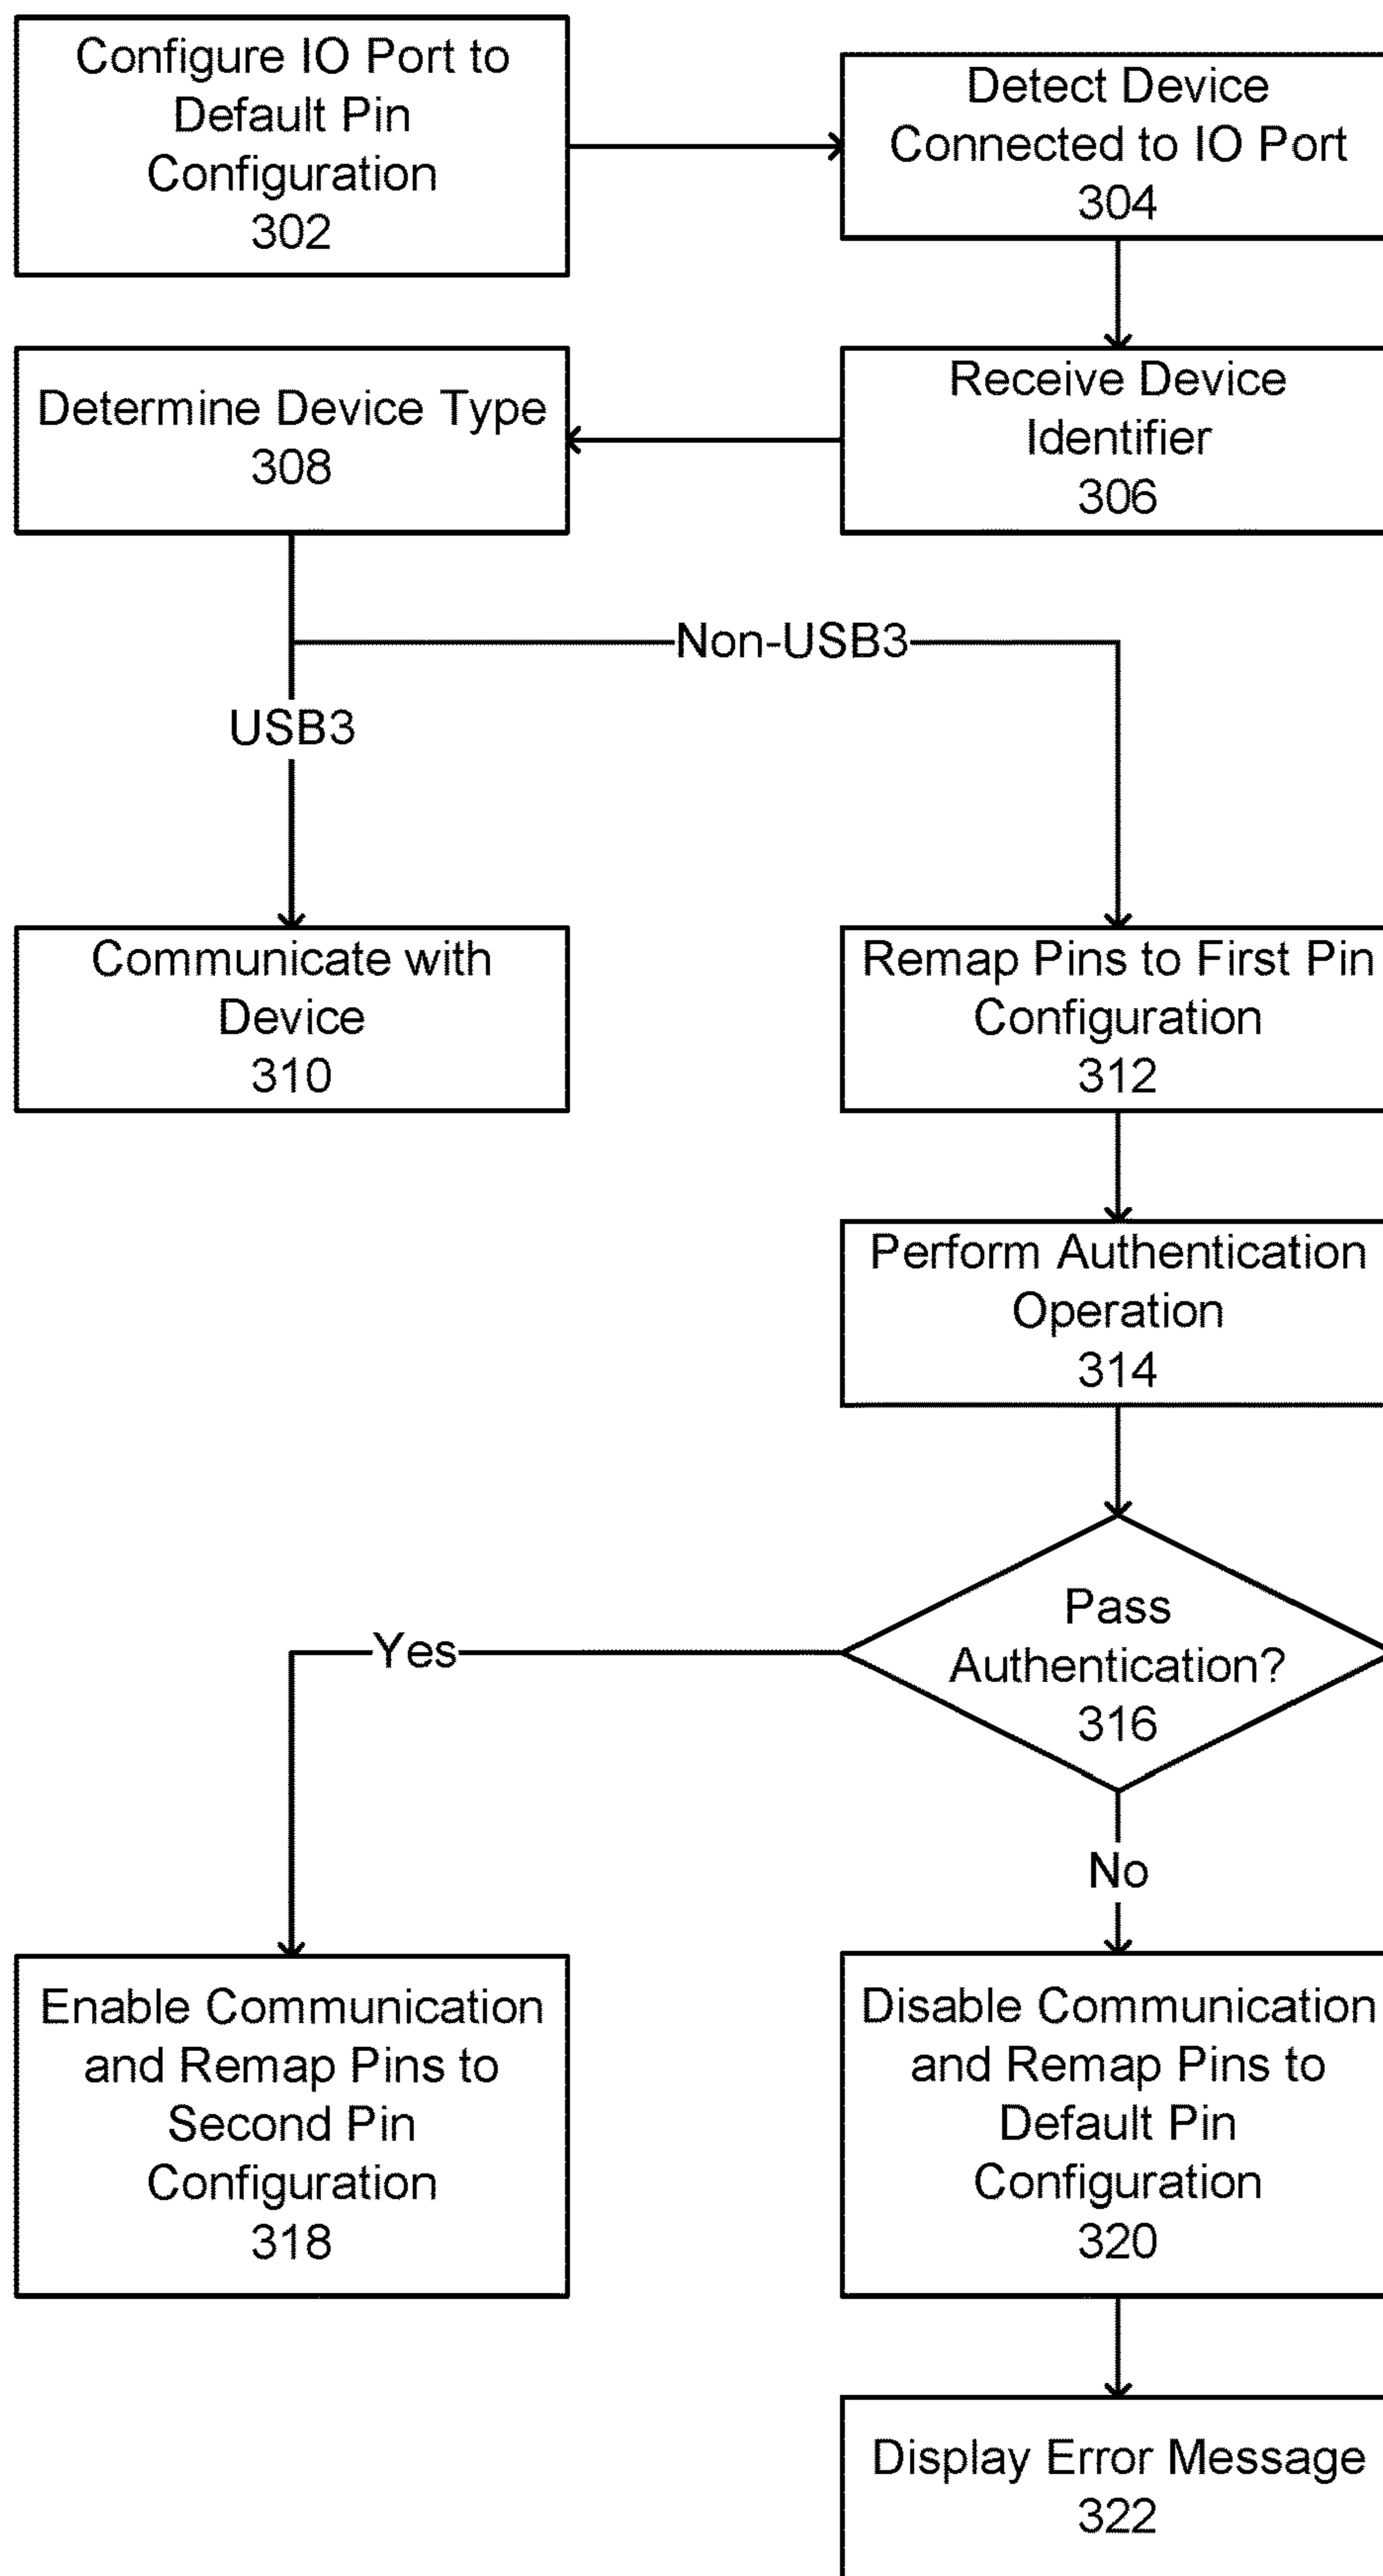 Configure IO Port to
Default Pin
Configuration
302
Detect Device
Connected to IO Port
304
Receive Device
Identifier
306
Determine Device Type
308
Non-USB3
USB3
Communicate with
Device
310
Remap Pins to First Pin
Configuration
312
Perform Authentication
Operation
314
Pass
Authentication?
316
Yes
No
Enable Communication
and Remap Pins to
Second Pin
Configuration
318
Disable Communication
and Remap Pins to
Default Pin
Configuration
320
Display Error Message
322